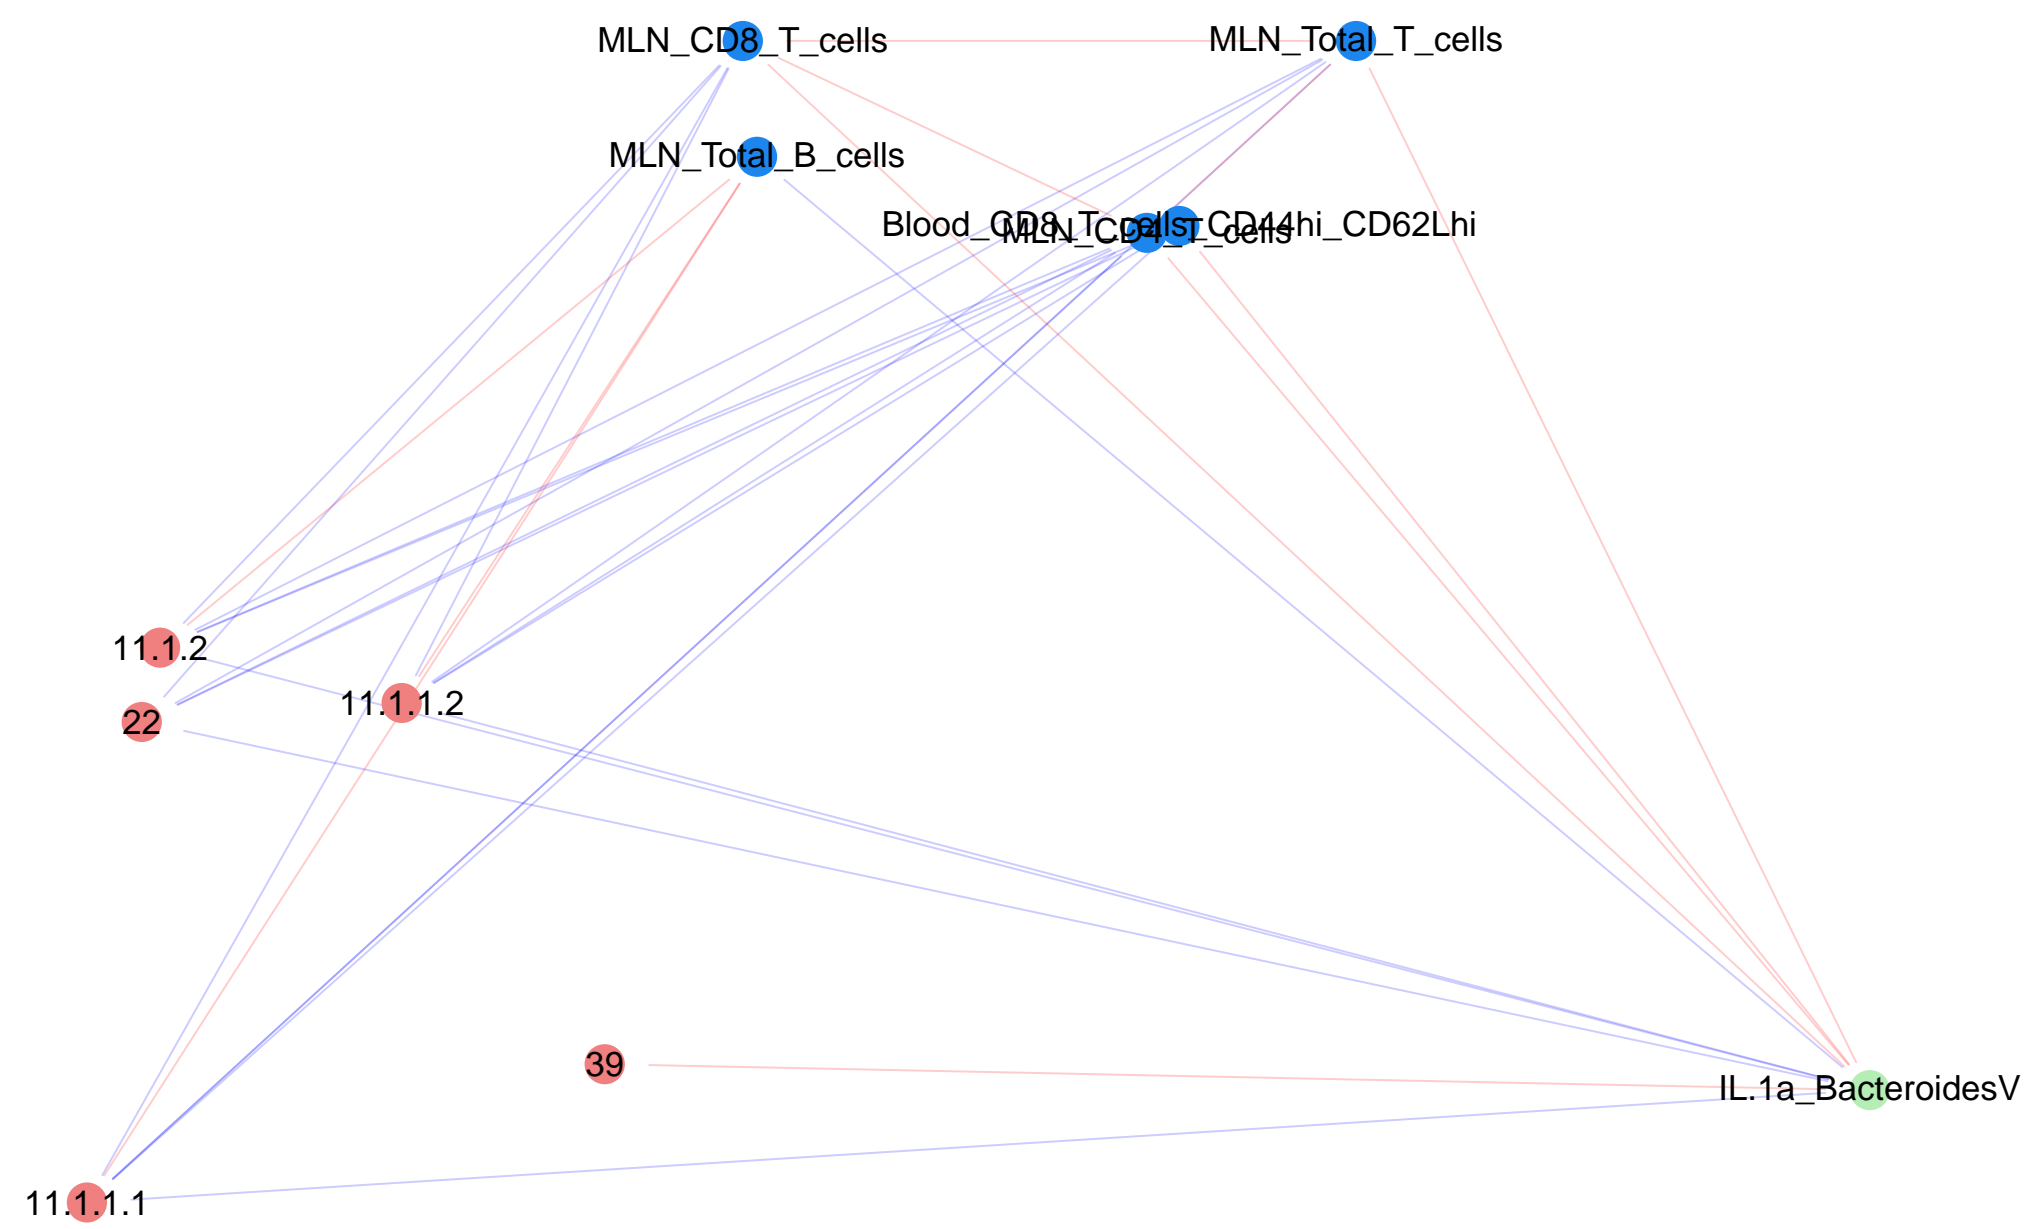 MLN_CD8_T_cells
MLN_Total_T_cells
MLN_Total_B_cells
Blood_CD8_T_cells_CD44hi_CD62Lhi
MLN_CD4_T_cells
11.1.2
11.1.1.2
22
39
IL.1a_BacteroidesV
11.1.1.1